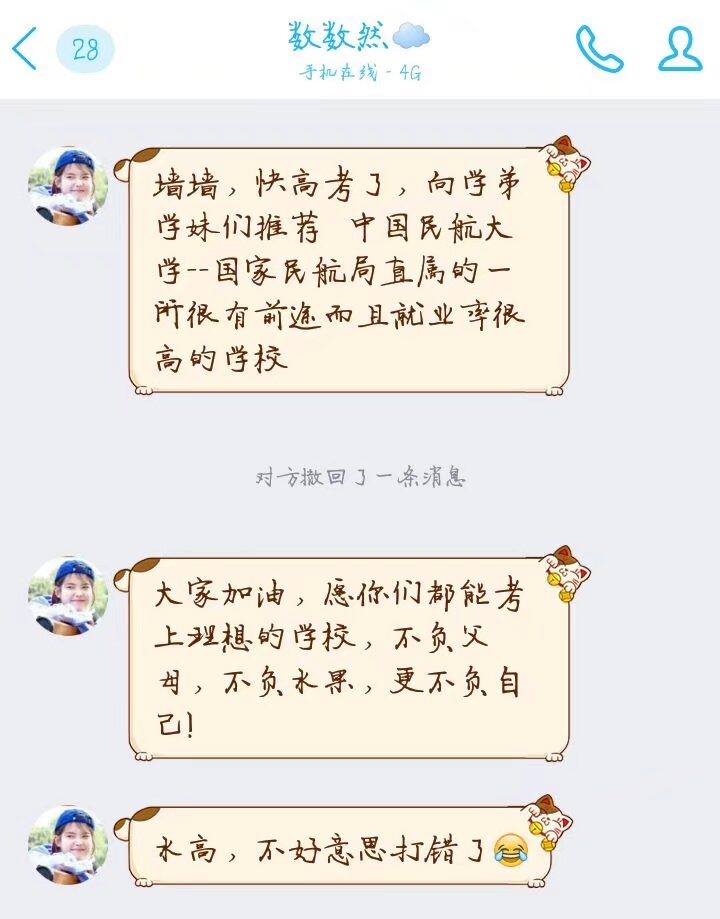 28
数数然☁️
手机在线 - 4G
墙墙，快高考了，向学弟
学妹们推荐 中国民航大
学--国家民航局直属的一
所很有前途而且就业率很
高的学校
对方撤回了一条消息
大家加油，愿你们都能考
上理想的学校，不负父
母，不负水果，更不负自
己！
水高，不好意思打错了😂